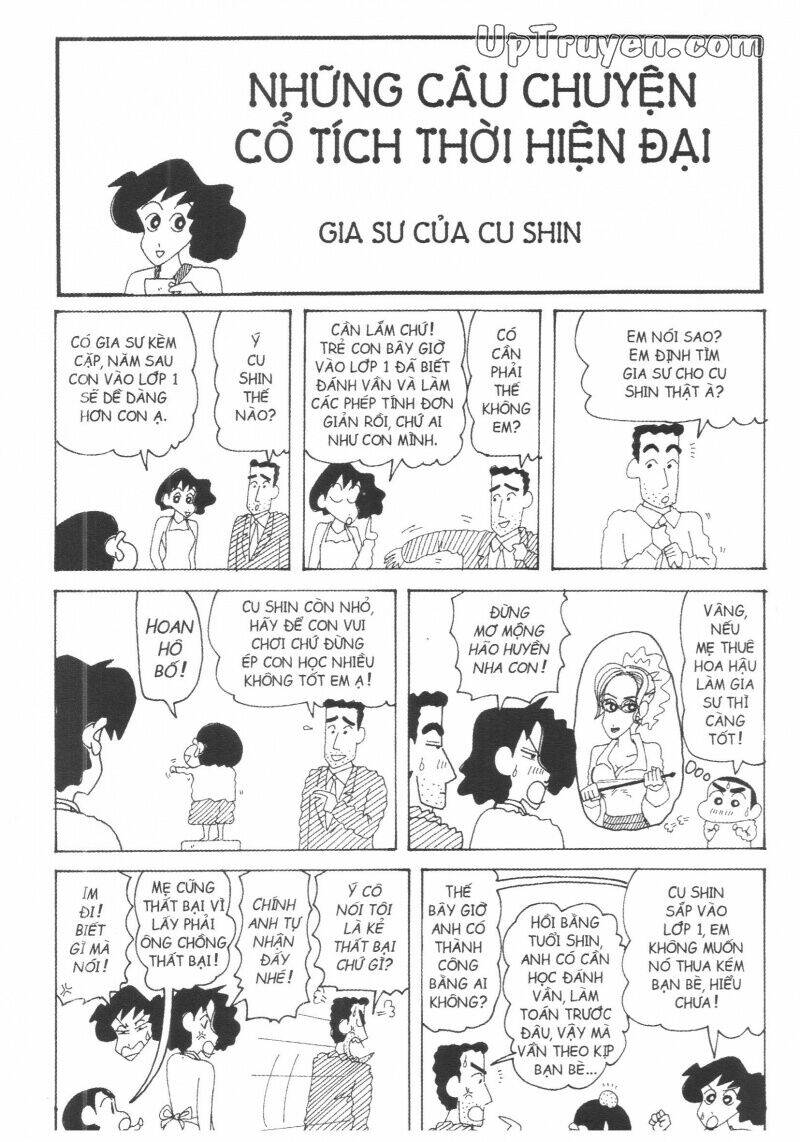 UpTruyen.com
NHỮNG CÂU CHUYỆN
CỔ TÍCH THỜI HIỆN ĐẠI
GIA SƯ CỦA CU SHIN
EM NÓI SAO?
EM ĐỊNH TÌM
GIA SƯ CHO CU
SHIN THẬT À?
CÓ
CẦN
PHẢI
THẾ
KHÔNG
EM?
CẦN LẮM CHỨ!
TRẺ CON BÂY GIỜ
VÀO LỚP 1 ĐÃ BIẾT
ĐÁNH VẦN VÀ LÀM
CÁC PHÉP TÍNH ĐƠN
GIẢN RỒI, CHỨ AI
NHƯ CON MÌNH.
Ý
CU
SHIN
THẾ
NÀO?
CÓ GIA SƯ KÈM
CẶP, NĂM SAU
CON VÀO LỚP 1
SẼ DỄ DÀNG
HƠN CON Ạ.
VÂNG,
NẾU
MẸ THUÊ
HOA HẬU
LÀM GIA
SƯ THÌ
CÀNG
TỐT!
ĐỪNG
MƠ MỘNG
HÃO HUYỀN
NHA CON!
CU SHIN CÒN NHỎ,
HÃY ĐỂ CON VUI
CHƠI CHỨ ĐỪNG
ÉP CON HỌC NHIỀU
KHÔNG TỐT EM Ạ!
HOAN
HÔ
BỐ!
CU SHIN
SẮP VÀO
LỚP 1, EM
KHÔNG MUỐN
NÓ THUA KÉM
BẠN BÈ, HIỂU
CHƯA!
HỒI BẰNG
TUỔI SHIN,
ANH CÓ CẦN
HỌC ĐÁNH
VẦN, LÀM
TOÁN TRƯỚC
ĐÂU, VẬY MÀ
VẪN THEO KỊP
BẠN BÈ...
THẾ
BÂY GIỜ
ANH CÓ
THÀNH
CÔNG
BẰNG AI
KHÔNG?
Ý CÔ
NÓI TÔI
LÀ KẺ
THẤT BẠI
CHỨ GÌ?
CHÍNH
ANH TỰ
NHẬN
ĐẤY
NHÉ!
MẸ CŨNG
THẤT BẠI VÌ
LẤY PHẢI
ÔNG CHỒNG
THẤT BẠI!
IM
ĐI!
BIẾT
GÌ MÀ
NÓI!